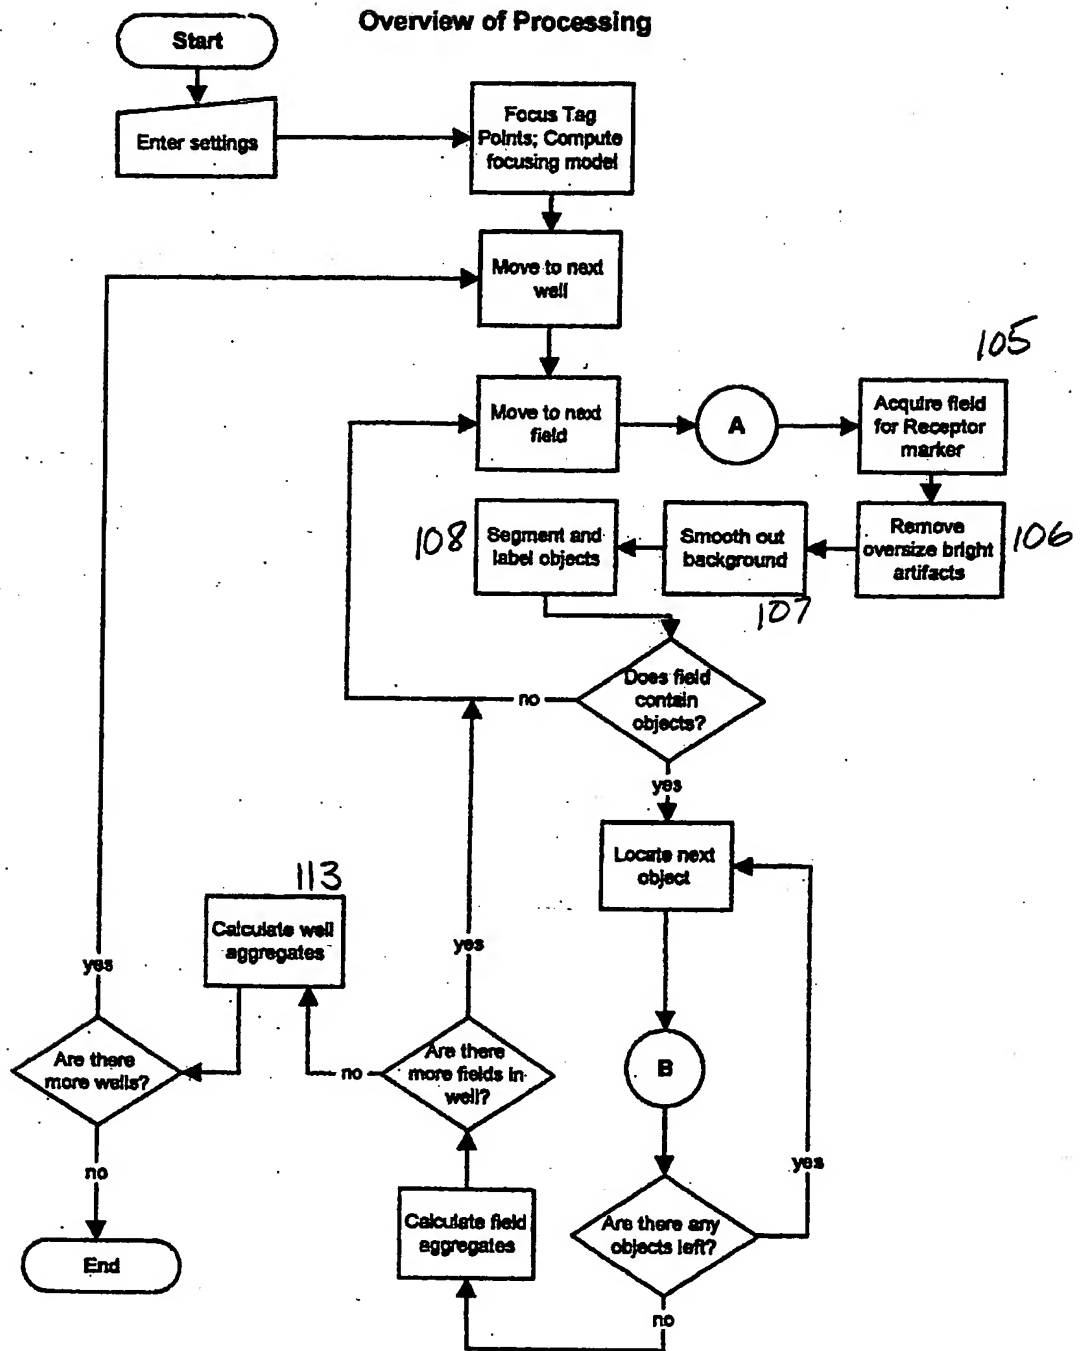 Overview of Processing
Start
Enter settings
Focus Tag
Points; Compute
focusing model
Move to next
well
Move to next
field
A
105
Acquire field
for Receptor
marker
Remove
oversize bright
artifacts
106
Smooth out
background
107
108
Segment and
label objects
Does field
contain
objects?
no
yes
Locate next
object
B
Are there any
objects left?
yes
no
Calculate field
aggregates
Are there
more fields in
well?
yes
no
113
Calculate well
aggregates
Are there
more wells?
yes
no
End